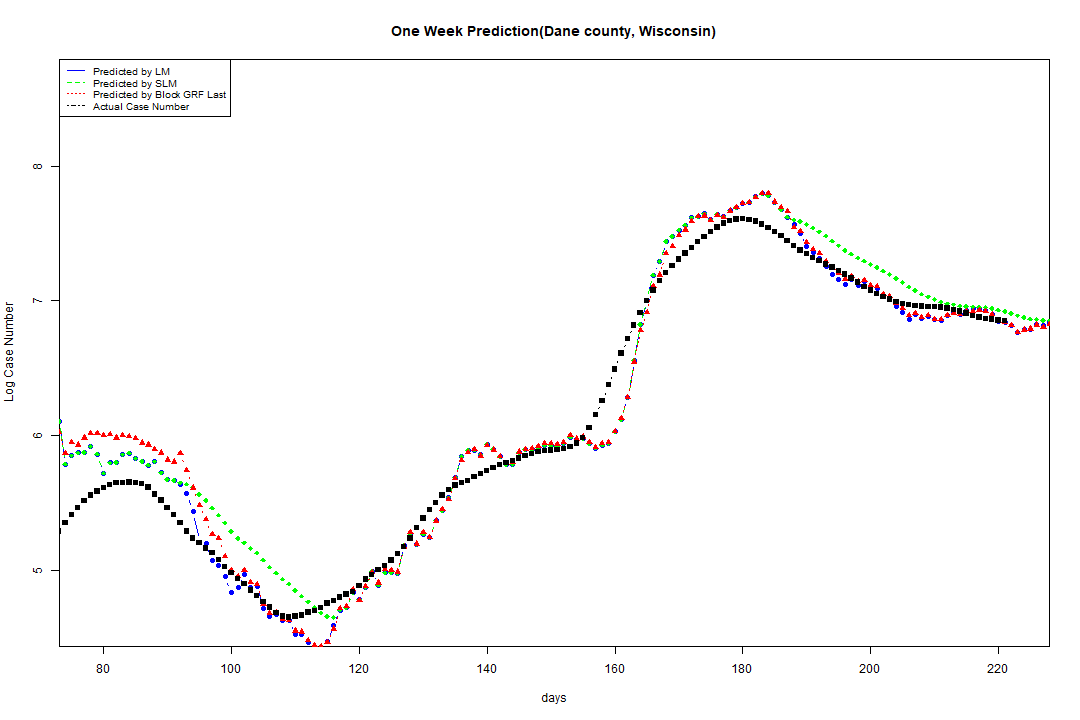 One Week Prediction(Dane county, Wisconsin)
Predicted by LM
Predicted by SLM
Predicted by Block GRF Last
Actual Case Number
8
7
6
5
Log Case Number
80 100 120 140 160 180 200 220
days